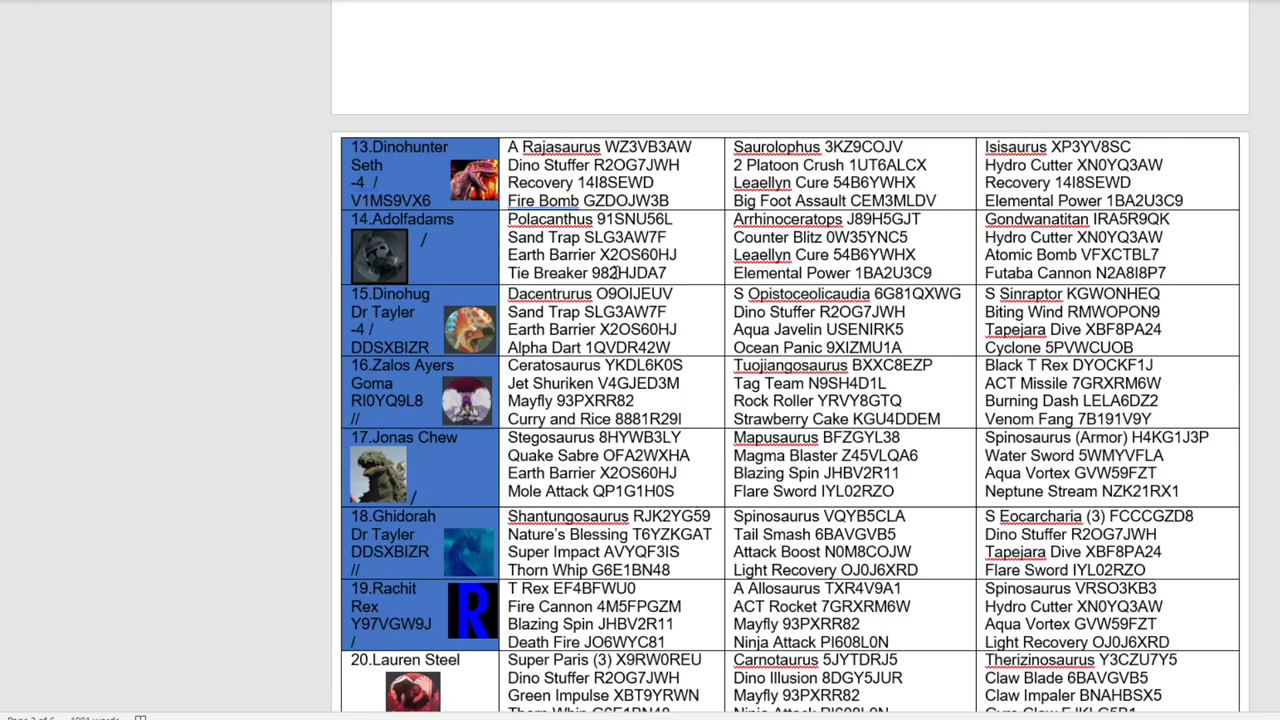 13.Dinohunter
Seth
-4 /
V1MS9VX6
A Rajasaurus WZ3VB3AW
Dino Stuffer R2OG7JWH
Recovery 14I8SEWD
Fire Bomb GZDOJW3B
Saurolophus 3KZ9COJV
2 Platoon Crush 1UT6ALCX
Leaellyn Cure 54B6YWHX
Big Foot Assault CEM3MLDV
Isisaurus XP3YV8SC
Hydro Cutter XN0YQ3AW
Recovery 14I8SEWD
Elemental Power 1BA2U3C9
14.Adolfadams
/
Polacanthus 91SNU56L
Sand Trap SLG3AW7F
Earth Barrier X2OS60HJ
Tie Breaker 982HJDA7
Arrhinoceratops J89H5GJT
Counter Blitz 0W35YNC5
Leaellyn Cure 54B6YWHX
Elemental Power 1BA2U3C9
Gondwanatitan IRA5R9QK
Hydro Cutter XN0YQ3AW
Atomic Bomb VFXCTBL7
Futaba Cannon N2A8I8P7
15.Dinohug
Dr Tayler
-4 /
DDSXBIZR
Dacentrurus O9OIJEUV
Sand Trap SLG3AW7F
Earth Barrier X2OS60HJ
Alpha Dart 1QVDR42W
S Opistoceolicaudia 6G81QXWG
Dino Stuffer R2OG7JWH
Aqua Javelin USENIRK5
Ocean Panic 9XIZMU1A
S Sinraptor KGWONHEQ
Biting Wind RMWOPON9
Tapejara Dive XBF8PA24
Cyclone 5PVWCUOB
16.Zalos Ayers
Goma
RI0YQ9L8
//
Ceratosaurus YKDL6K0S
Jet Shuriken V4GJED3M
Mayfly 93PXRR82
Curry and Rice 8881R29I
Tuojiangosaurus BXXC8EZP
Tag Team N9SH4D1L
Rock Roller YRVY8GTQ
Strawberry Cake KGU4DDEM
Black T Rex DYOCKF1J
ACT Missile 7GRXRM6W
Burning Dash LELA6DZ2
Venom Fang 7B191V9Y
17.Jonas Chew
/
Stegosaurus 8HYWB3LY
Quake Sabre OFA2WXHA
Earth Barrier X2OS60HJ
Mole Attack QP1G1H0S
Mapusaurus BFZGYL38
Magma Blaster Z45VLQA6
Blazing Spin JHBV2R11
Flare Sword IYL02RZO
Spinosaurus (Armor) H4KG1J3P
Water Sword 5WMYVFLA
Aqua Vortex GVW59FZT
Neptune Stream NZK21RX1
18.Ghidorah
Dr Tayler
DDSXBIZR
//
Shantungosaurus RJK2YG59
Nature's Blessing T6YZKGAT
Super Impact AVYQF3IS
Thorn Whip G6E1BN48
Spinosaurus VQYB5CLA
Tail Smash 6BAVGVB5
Attack Boost N0M8COJW
Light Recovery OJ0J6XRD
S Eocarcharia (3) FCCCGZD8
Dino Stuffer R2OG7JWH
Tapejara Dive XBF8PA24
Flare Sword IYL02RZO
19.Rachit
Rex
Y97VGW9J
/
R
T Rex EF4BFWU0
Fire Cannon 4M5FPGZM
Blazing Spin JHBV2R11
Death Fire JO6WYC81
A Allosaurus TXR4V9A1
ACT Rocket 7GRXRM6W
Mayfly 93PXRR82
Ninja Attack PI608L0N
Spinosaurus VRSO3KB3
Hydro Cutter XN0YQ3AW
Aqua Vortex GVW59FZT
Light Recovery OJ0J6XRD
20.Lauren Steel
Super Paris (3) X9RW0REU
Dino Stuffer R2OG7JWH
Green Impulse XBT9YRWN
Thorn Whip G6E1BN48
Carnotaurus 5JYTDRJ5
Dino Illusion 8DGY5JUR
Mayfly 93PXRR82
Ninja Attack PI608L0N
Therizinosaurus Y3CZU7Y5
Claw Blade 6BAVGVB5
Claw Impaler BNAHBSX5